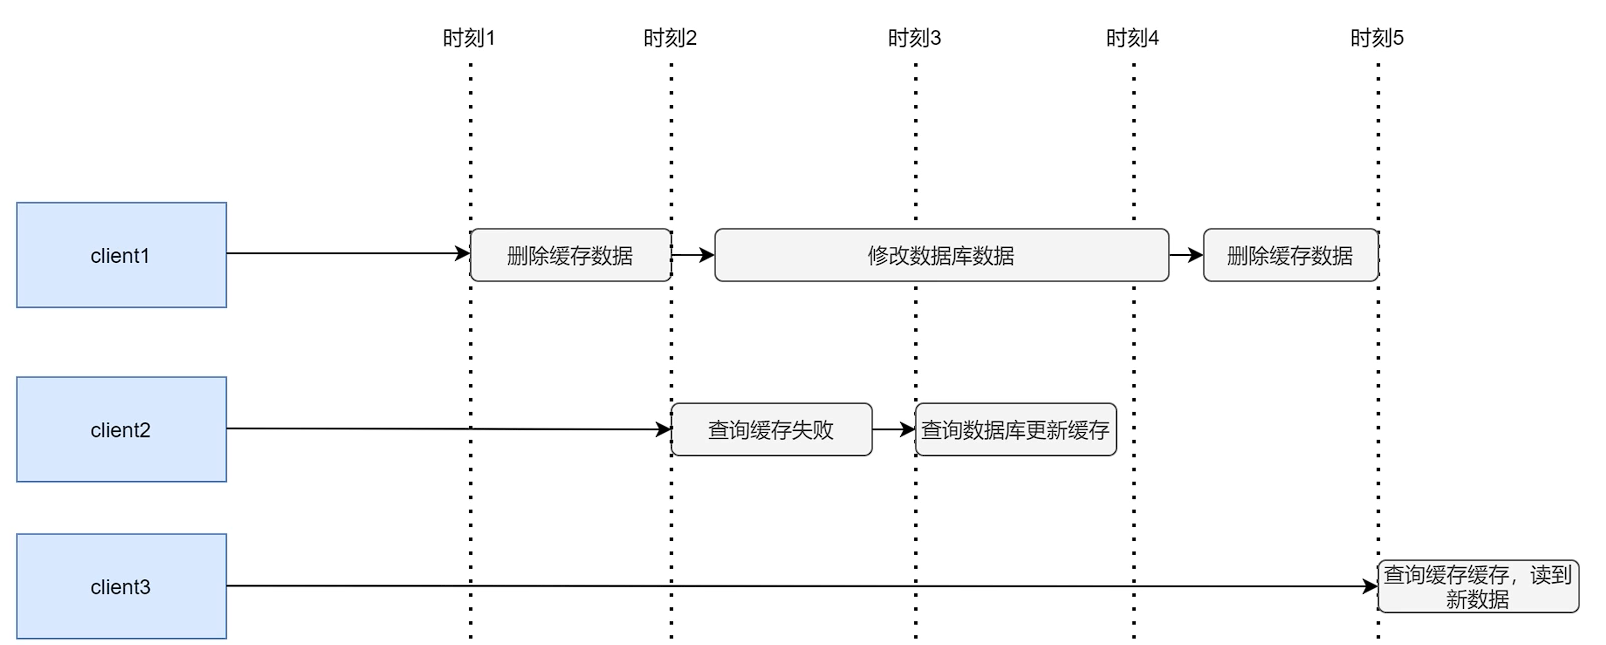 时刻1
时刻2
时刻3
时刻4
时刻5
client1
删除缓存数据
修改数据库数据
删除缓存数据
client2
查询缓存失败
查询数据库更新缓存
client3
查询缓存缓存，读到
新数据